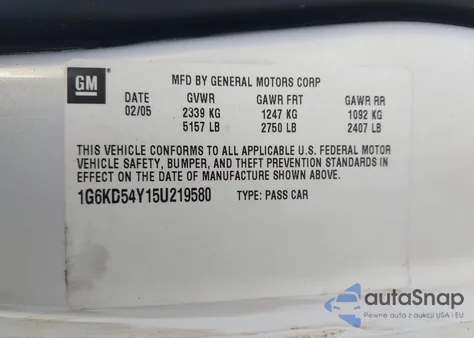 GM
MFD BY GENERAL MOTORS CORP
DATE GVWR GAWR FRT GAWR RR
02/05 2339 KG 1247 KG 1092 KG
5157 LB 2750 LB 2407 LB
THIS VEHICLE CONFORMS TO ALL APPLICABLE U.S. FEDERAL MOTOR
VEHICLE SAFETY, BUMPER, AND THEFT PREVENTION STANDARDS IN
EFFECT ON THE DATE OF MANUFACTURE SHOWN ABOVE.
1G6KD54Y15U219580 TYPE: PASS CAR
autoSnap
Pewne auta z aukcji USA i EU